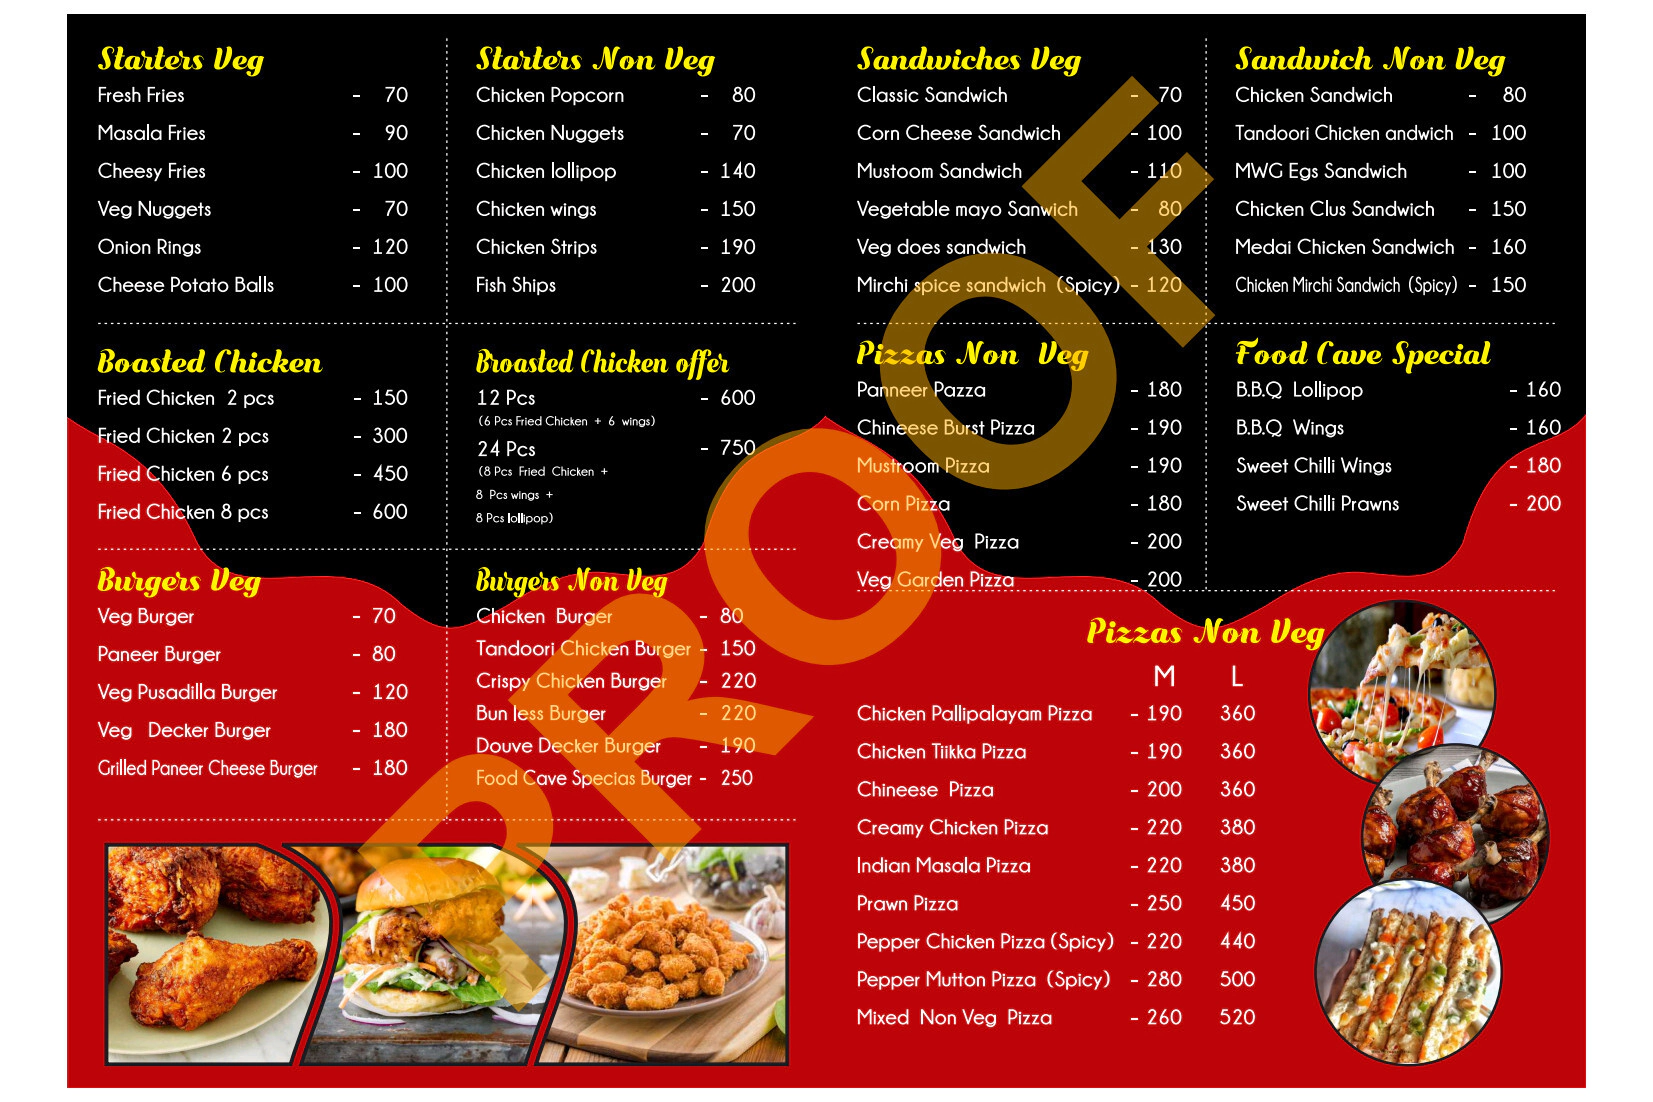 Starters Veg
Fresh Fries - 70
Masala Fries - 90
Cheesy Fries - 100
Veg Nuggets - 70
Onion Rings - 120
Cheese Potato Balls - 100
Starters Non Veg
Chicken Popcorn - 80
Chicken Nuggets - 70
Chicken lollipop - 140
Chicken wings - 150
Chicken Strips - 190
Fish Ships - 200
Boasted Chicken
Fried Chicken 2 pcs - 150
Fried Chicken 2 pcs - 300
Fried Chicken 6 pcs - 450
Fried Chicken 8 pcs - 600
Broasted Chicken offer
12 Pcs - 600
(6 Pcs Fried Chicken + 6 wings)
24 Pcs - 750
(8 Pcs Fried Chicken +
8 Pcs wings +
8 Pcs lollipop)
Burgers Veg
Veg Burger - 70
Paneer Burger - 80
Veg Pusadilla Burger - 120
Veg Decker Burger - 180
Grilled Paneer Cheese Burger - 180
Burgers Non Veg
Chicken Burger - 80
Tandoori Chicken Burger - 150
Crispy Chicken Burger - 220
Bun less Burger - 220
Douve Decker Burger - 190
Food Cave Specias Burger - 250
Sandwiches Veg
Classic Sandwich - 70
Corn Cheese Sandwich - 100
Mustoom Sandwich - 110
Vegetable mayo Sanwich - 80
Veg does sandwich - 130
Mirchi spice sandwich (Spicy) - 120
Sandwich Non Veg
Chicken Sandwich - 80
Tandoori Chicken andwich - 100
MWG Egs Sandwich - 100
Chicken Clus Sandwich - 150
Medai Chicken Sandwich - 160
Chicken Mirchi Sandwich (Spicy) - 150
Pizzas Non Veg
Panneer Pazza - 180
Chineese Burst Pizza - 190
Mustroom Pizza - 190
Corn Pizza - 180
Creamy Veg Pizza - 200
Veg Garden Pizza - 200
Food Cave Special
B.B.Q Lollipop - 160
B.B.Q Wings - 160
Sweet Chilli Wings - 180
Sweet Chilli Prawns - 200
Pizzas Non Veg
M L
Chicken Pallipalayam Pizza - 190 360
Chicken Tiikka Pizza - 190 360
Chineese Pizza - 200 360
Creamy Chicken Pizza - 220 380
Indian Masala Pizza - 220 380
Prawn Pizza - 250 450
Pepper Chicken Pizza (Spicy) - 220 440
Pepper Mutton Pizza (Spicy) - 280 500
Mixed Non Veg Pizza - 260 520
PROOF